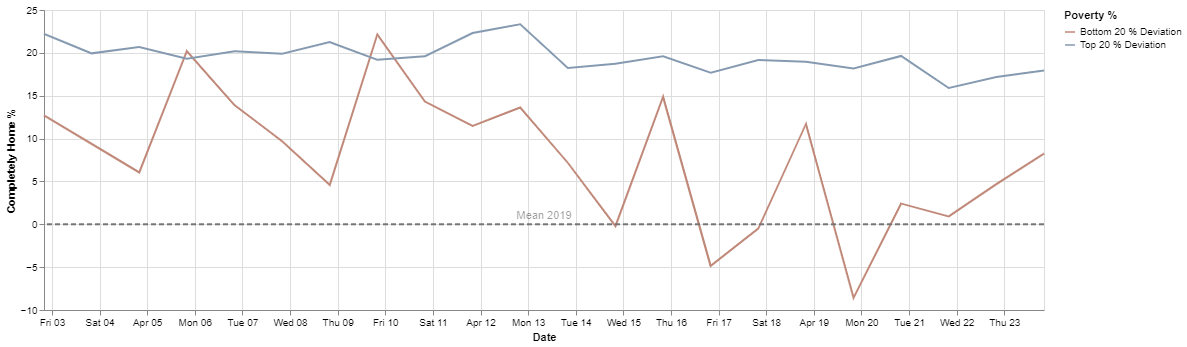 Poverty %
Bottom 20 % Deviation
Top 20 % Deviation
Completely Home %
25
20
15
10
5
0
−5
−10
Mean 2019
Fri 03 Sat 04 Apr 05 Mon 06 Tue 07 Wed 08 Thu 09 Fri 10 Sat 11 Apr 12 Mon 13 Tue 14 Wed 15 Thu 16 Fri 17 Sat 18 Apr 19 Mon 20 Tue 21 Wed 22 Thu 23
Date